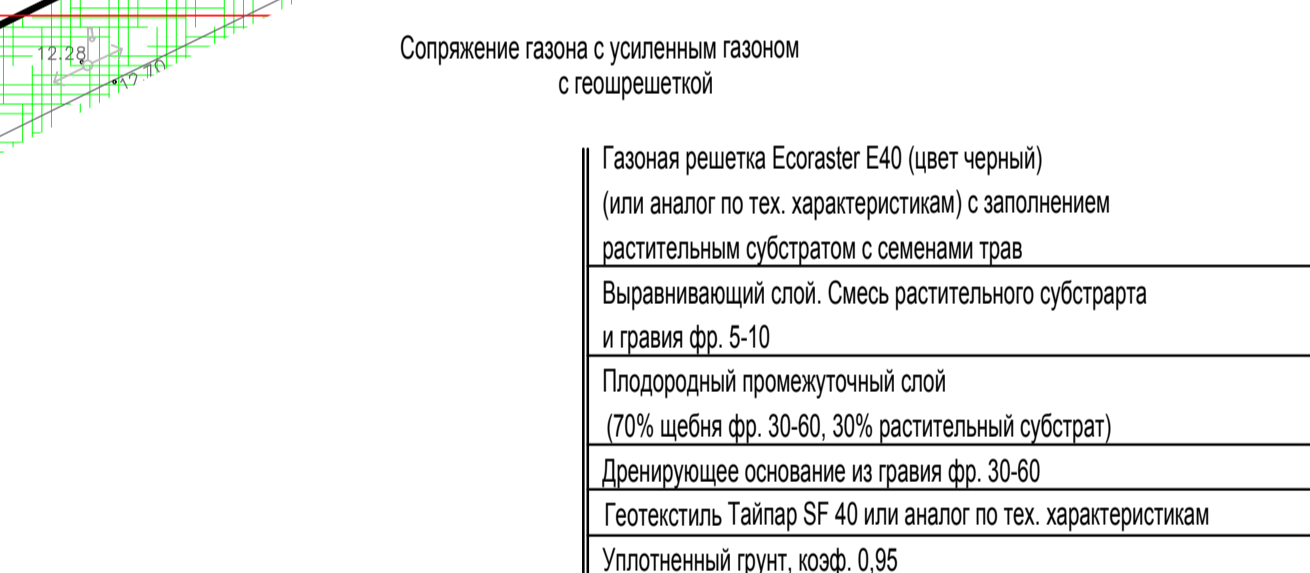 12.28
12.70
Сопряжение газона с усиленным газоном
с геошрешеткой
Газоная решетка Ecoraster E40 (цвет черный)
(или аналог по тех. характеристикам) с заполнением
растительным субстратом с семенами трав
Выравнивающий слой. Смесь растительного субстрарта
и гравия фр. 5-10
Плодородный промежуточный слой
(70% щебня фр. 30-60, 30% растительный субстрат)
Дренирующее основание из гравия фр. 30-60
Геотекстиль Тайпар SF 40 или аналог по тех. характеристикам
Уплотненный грунт, коэф. 0,95